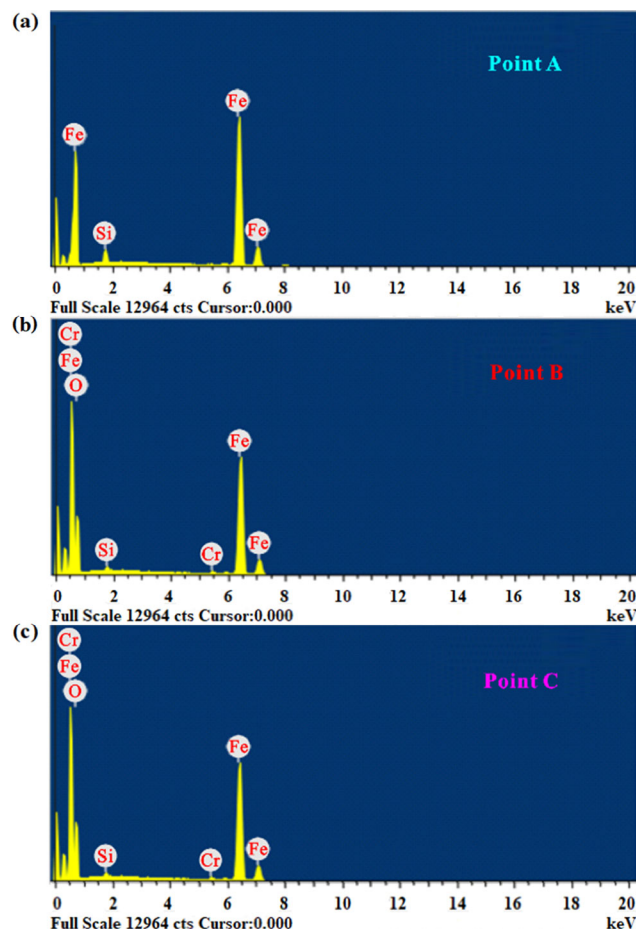 (a)
Point A
Fe
Fe
Si
Fe
0 2 4 6 8 10 12 14 16 18 20
Full Scale 12964 cts Cursor:0.000 keV
(b)
Cr
Fe
O
Point B
Fe
Si
Cr
Fe
0 2 4 6 8 10 12 14 16 18 20
Full Scale 12964 cts Cursor:0.000 keV
(c)
Cr
Fe
O
Point C
Fe
Si
Cr
Fe
0 2 4 6 8 10 12 14 16 18 20
Full Scale 12964 cts Cursor:0.000 keV